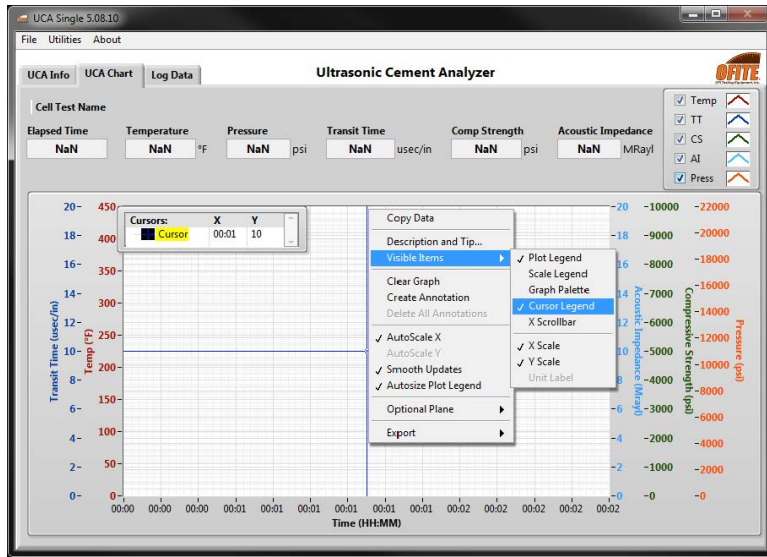 UCA Single 5.08.10
File Utilities About
UCA Info UCA Chart Log Data
Ultrasonic Cement Analyzer
OFITE
Cell Test Name
Elapsed Time Temperature Pressure Transit Time Comp Strength Acoustic Impedance
NaN NaN °F NaN psi NaN usec/in NaN psi NaN MRayl
Temp
TT
CS
AI
Press
Cursors: X Y
Cursor 00:01 10
Copy Data
Description and Tip...
Visible Items
Clear Graph
Create Annotation
Delete All Annotations
AutoScale X
AutoScale Y
Smooth Updates
Autosize Plot Legend
Optional Plane
Export
Plot Legend
Scale Legend
Graph Palette
Cursor Legend
X Scrollbar
X Scale
Y Scale
Unit Label
Transit Time (usec/in)
20
18
16
14
12
10
8
6
4
2
0
Temp (°F)
450
400
350
300
250
200
150
100
50
0
20
18
16
14
12
10
8
6
4
2
0
Acoustic Impedance (Mrayl)
10000
9000
8000
7000
6000
5000
4000
3000
2000
1000
0
Compressive Strength (psi)
22000
20000
18000
16000
14000
12000
10000
8000
6000
4000
2000
0
Pressure (psi)
00:00 00:00 00:00 00:01 00:01 00:01 00:01 00:01 00:02 00:02 00:02 00:02 00:02
Time (HH:MM)